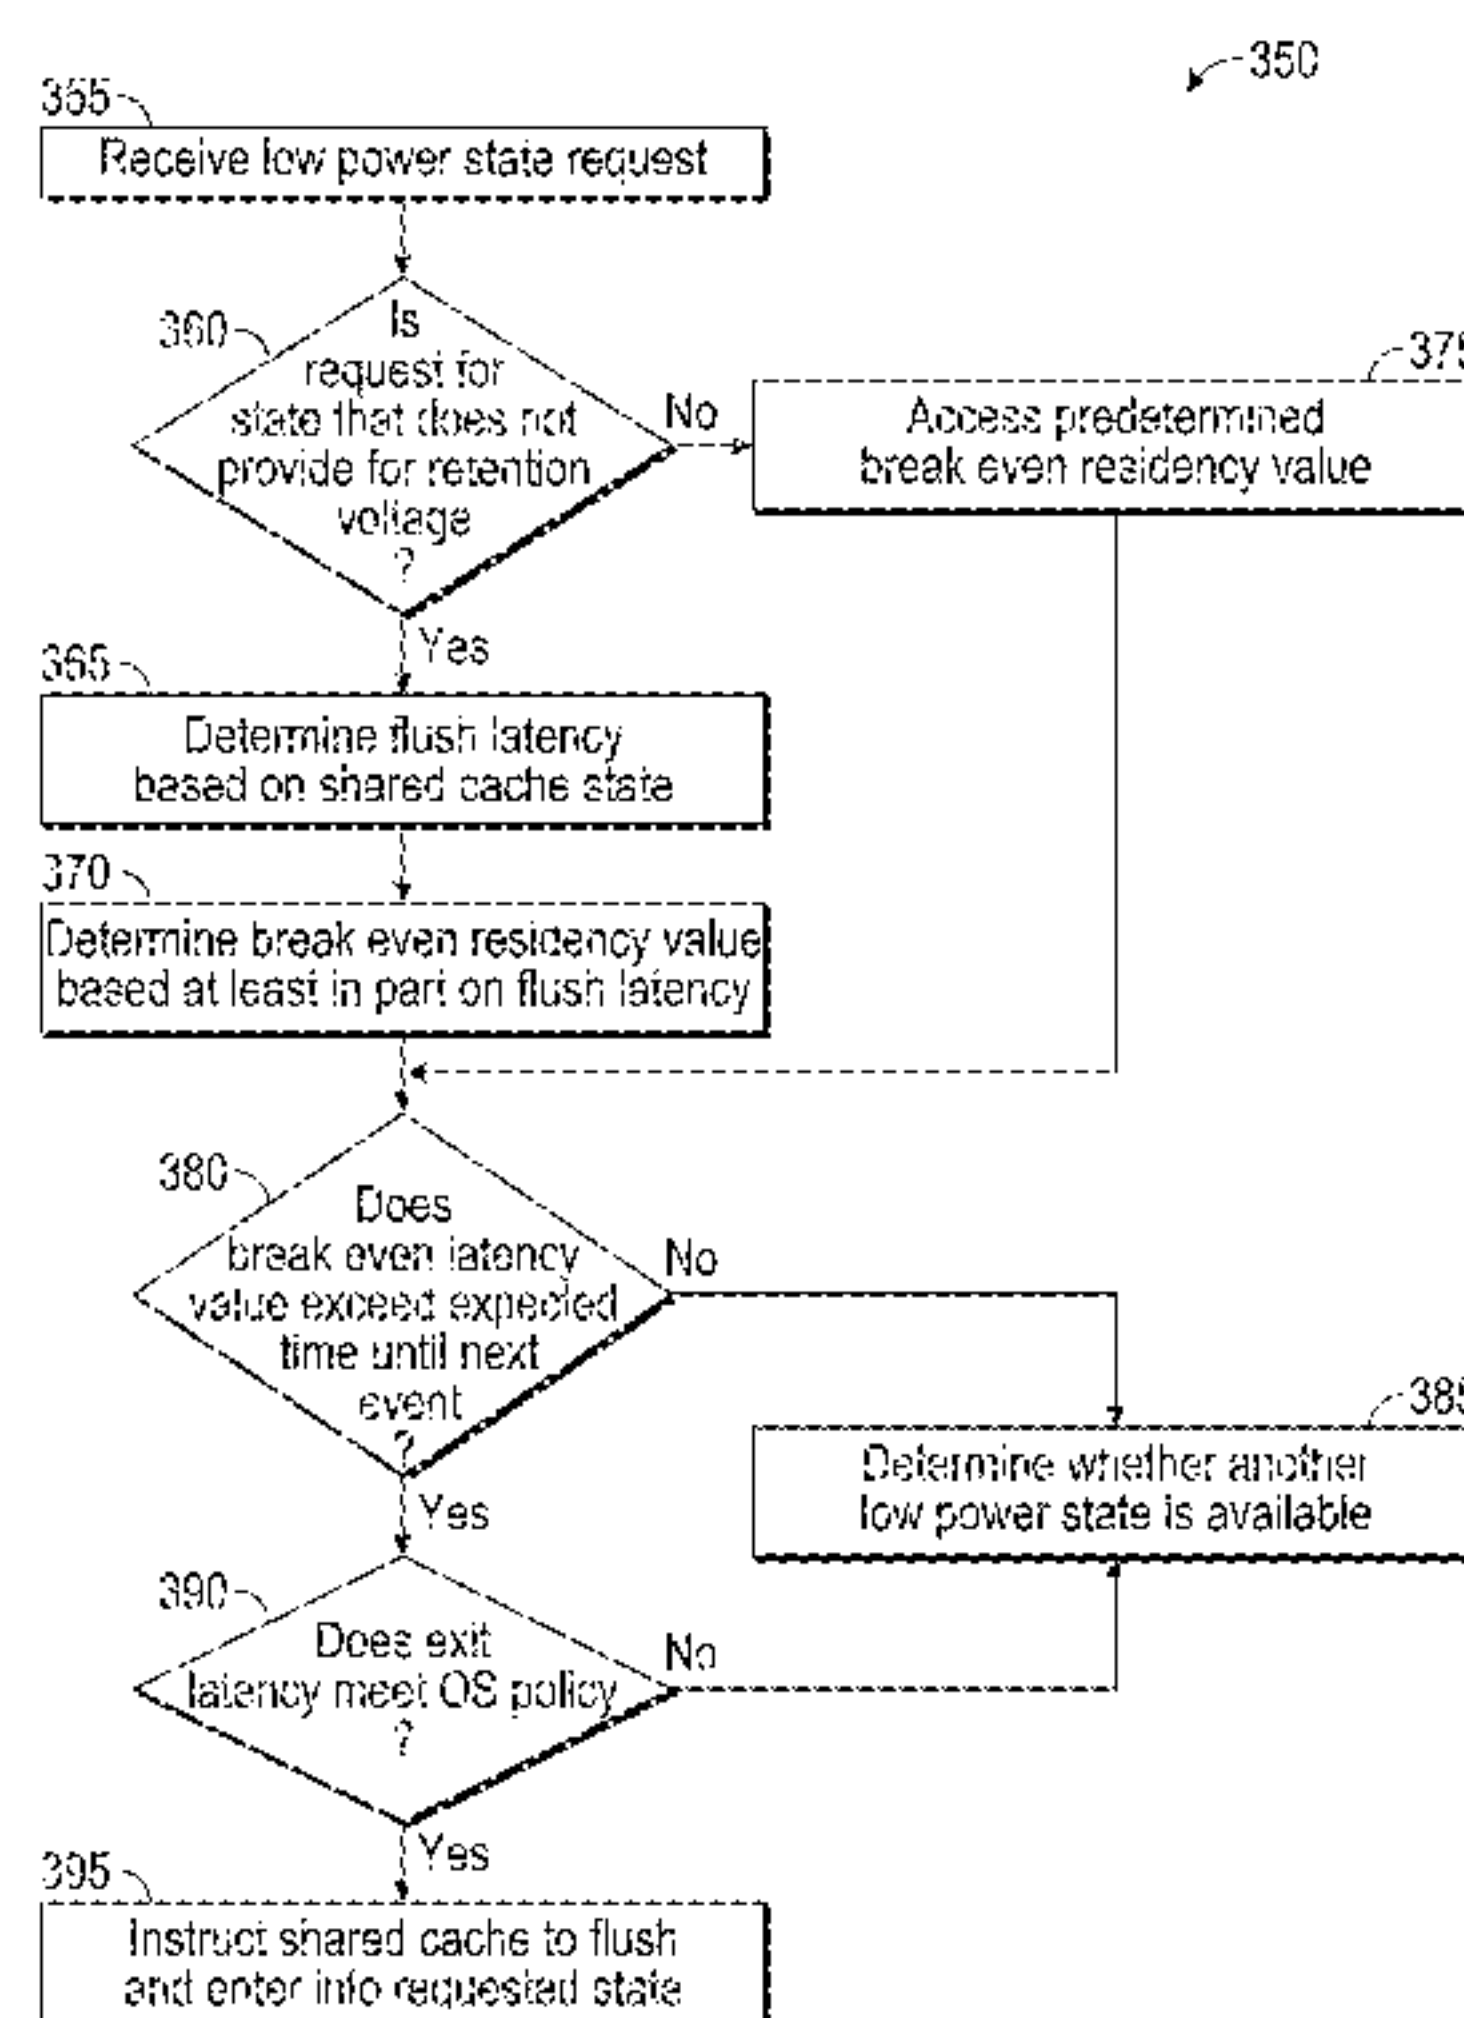 350
355
Receive low power state request
360
Is
request for
state that does not
provide for retention
voltage
?
No
375
Access predetermined
break even residency value
Yes
365
Determine flush latency
based on shared cache state
370
Determine break even residency value
based at least in part on flush latency
380
Does
break even latency
value exceed expected
time until next
event
?
No
385
Determine whether another
low power state is available
Yes
390
Does exit
latency meet OS policy
?
No
Yes
395
Instruct shared cache to flush
and enter into requested state